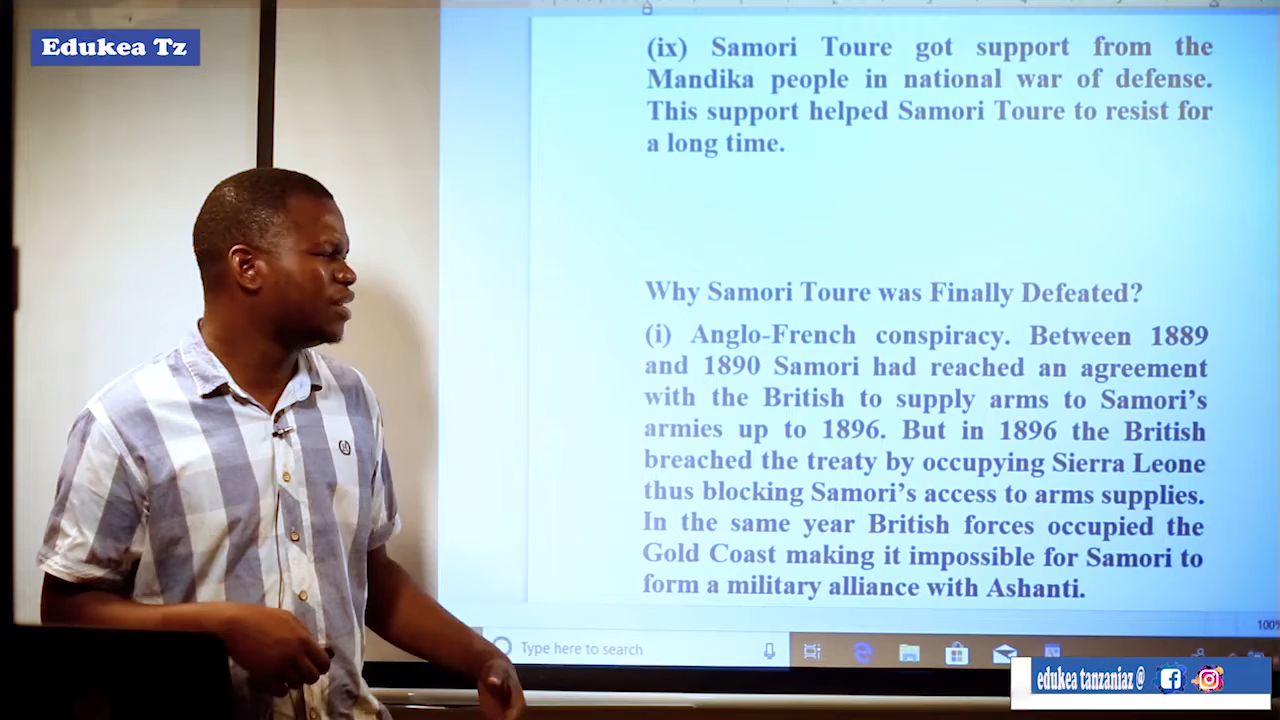 Edukea Tz
(ix) Samori Toure got support from the
Mandika people in national war of defense.
This support helped Samori Toure to resist for
a long time.
Why Samori Toure was Finally Defeated?
(i) Anglo-French conspiracy. Between 1889
and 1890 Samori had reached an agreement
with the British to supply arms to Samori's
armies up to 1896. But in 1896 the British
breached the treaty by occupying Sierra Leone
thus blocking Samori's access to arms supplies.
In the same year British forces occupied the
Gold Coast making it impossible for Samori to
form a military alliance with Ashanti.
100%
Type here to search
edukea tanzaniaz @